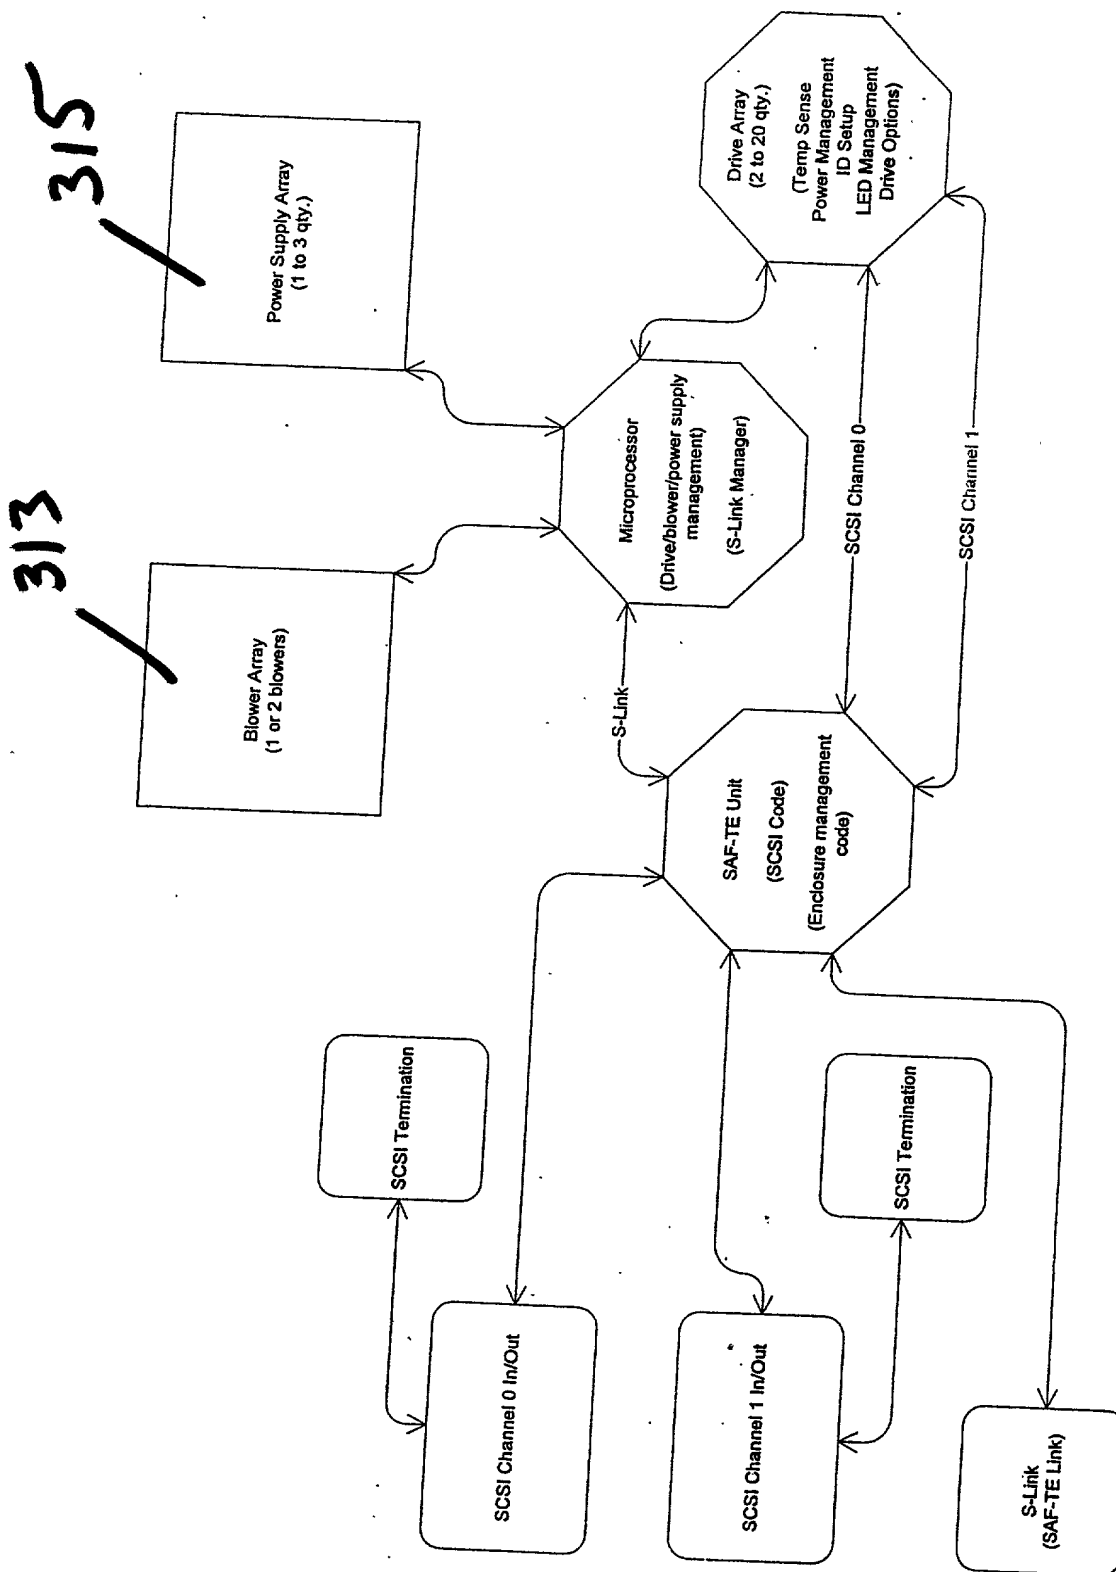 315
313
Power Supply Array
(1 to 3 qty.)
Blower Array
(1 or 2 blowers)
Drive Array
(2 to 20 qty.)
(Temp Sense
Power Management
ID Setup
LED Management
Drive Options)
Microprocessor
(Drive/blower/power supply
management)
(S-Link Manager)
S-Link
SCSI Channel 0
SCSI Channel 1
SAF-TE Unit
(SCSI Code)
(Enclosure management
code)
SCSI Termination
SCSI Channel 0 In/Out
SCSI Termination
SCSI Channel 1 In/Out
S-Link
(SAF-TE Link)